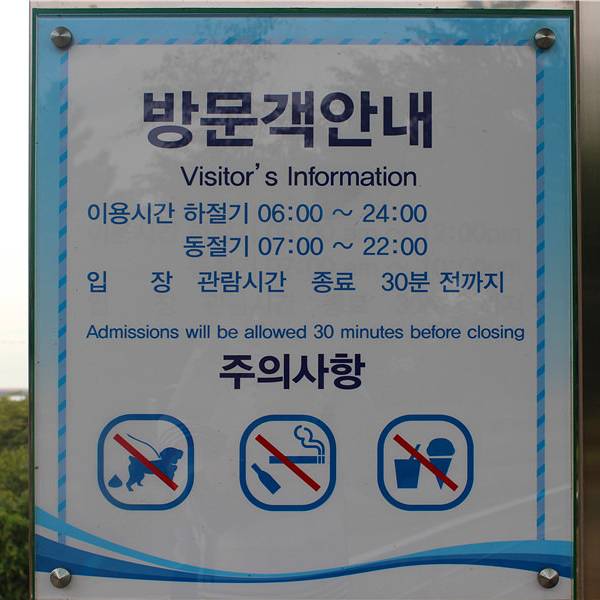 방문객안내
Visitor's Information
이용시간 하절기 06:00 ~ 24:00
동절기 07:00 ~ 22:00
입 장 관람시간 종료 30분 전까지
Admissions will be allowed 30 minutes before closing
주의사항